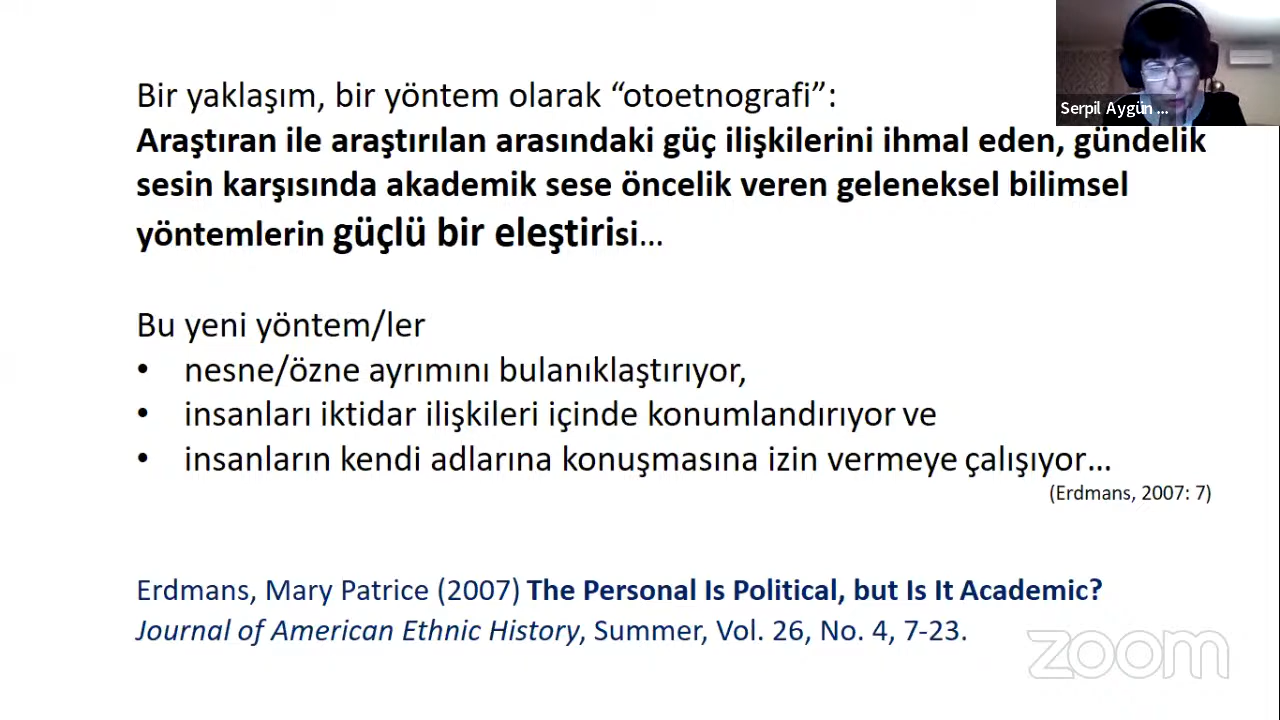 Bir yaklaşım, bir yöntem olarak “otoetnografi”:
Araştıran ile araştırılan arasındaki güç ilişkilerini ihmal eden, gündelik
sesin karşısında akademik sese öncelik veren geleneksel bilimsel
yöntemlerin güçlü bir eleştirisi…
Bu yeni yöntem/ler
• nesne/özne ayrımını bulanıklaştırıyor,
• insanları iktidar ilişkileri içinde konumlandırıyor ve
• insanların kendi adlarına konuşmasına izin vermeye çalışıyor…
(Erdmans, 2007: 7)
Erdmans, Mary Patrice (2007) The Personal Is Political, but Is It Academic?
Journal of American Ethnic History, Summer, Vol. 26, No. 4, 7-23.
Serpil Aygün ...
zoom